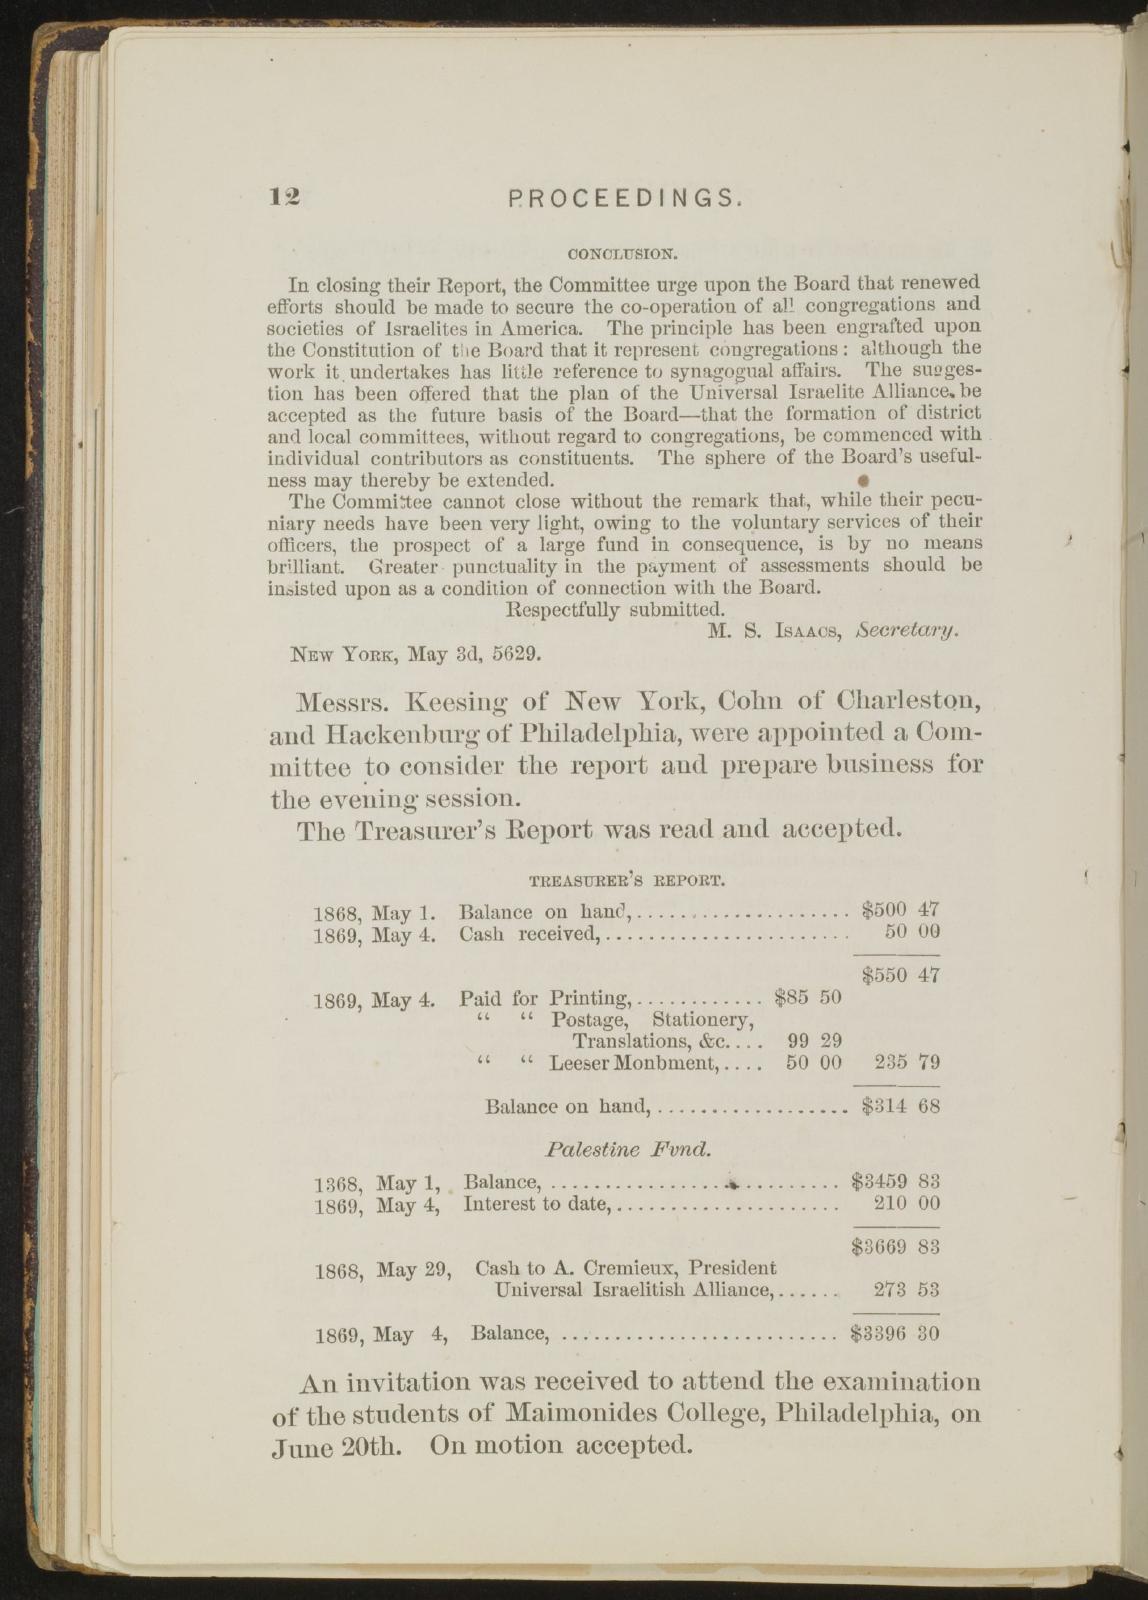 12 PROCEEDINGS.
CONCLUSION.
In closing their Report, the Committee urge upon the Board that renewed
efforts should be made to secure the co-operation of all congregations and
societies of Israelites in America. The principle has been engrafted upon
the Constitution of the Board that it represent congregations: although the
work it undertakes has little reference to synagogual affairs. The sugges-
tion has been offered that the plan of the Universal Israelite Alliance, be
accepted as the future basis of the Board—that the formation of district
and local committees, without regard to congregations, be commenced with
individual contributors as constituents. The sphere of the Board's useful-
ness may thereby be extended.
The Committee cannot close without the remark that, while their pecu-
niary needs have been very light, owing to the voluntary services of their
officers, the prospect of a large fund in consequence, is by no means
brilliant. Greater punctuality in the payment of assessments should be
insisted upon as a condition of connection with the Board.
Respectfully submitted.
M. S. ISAACS, Secretary.
NEW YORK, May 3d, 5629.
Messrs. Keesing of New York, Cohn of Charleston,
and Hackenburg of Philadelphia, were appointed a Com-
mittee to consider the report and prepare business for
the evening session.
The Treasurer's Report was read and accepted.
TREASURER'S REPORT.
1868, May 1. Balance on hand,.................... $500 47
1869, May 4. Cash received,....................... 50 00
$550 47
1869, May 4. Paid for Printing,............ $85 50
" " Postage, Stationery,
Translations, &c.... 99 29
" " Leeser Monbment,.... 50 00 235 79
Balance on hand,.................. $314 68
Palestine Fvnd.
1368, May 1, Balance, ........................... $3459 83
1869, May 4, Interest to date,..................... 210 00
$3669 83
1868, May 29, Cash to A. Cremieux, President
Universal Israelitish Alliance,...... 273 53
1869, May 4, Balance, .......................... $3396 30
An invitation was received to attend the examination
of the students of Maimonides College, Philadelphia, on
June 20th. On motion accepted.